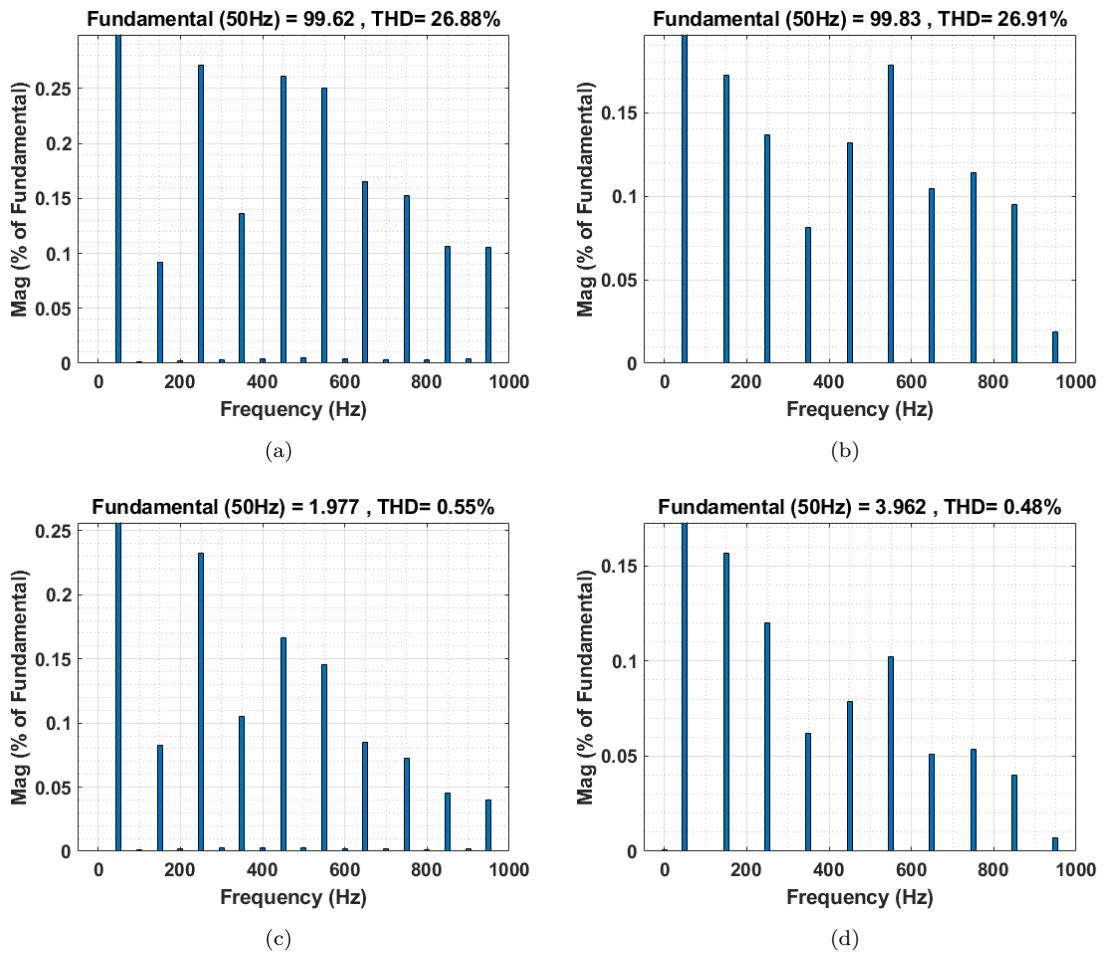 Fundamental (50Hz) = 99.62 , THD= 26.88%
Mag (% of Fundamental)
0.25
0.2
0.15
0.1
0.05
0
0 200 400 600 800 1000
Frequency (Hz)
(a)
Fundamental (50Hz) = 99.83 , THD= 26.91%
Mag (% of Fundamental)
0.15
0.1
0.05
0
0 200 400 600 800 1000
Frequency (Hz)
(b)
Fundamental (50Hz) = 1.977 , THD= 0.55%
Mag (% of Fundamental)
0.25
0.2
0.15
0.1
0.05
0
0 200 400 600 800 1000
Frequency (Hz)
(c)
Fundamental (50Hz) = 3.962 , THD= 0.48%
Mag (% of Fundamental)
0.15
0.1
0.05
0
0 200 400 600 800 1000
Frequency (Hz)
(d)